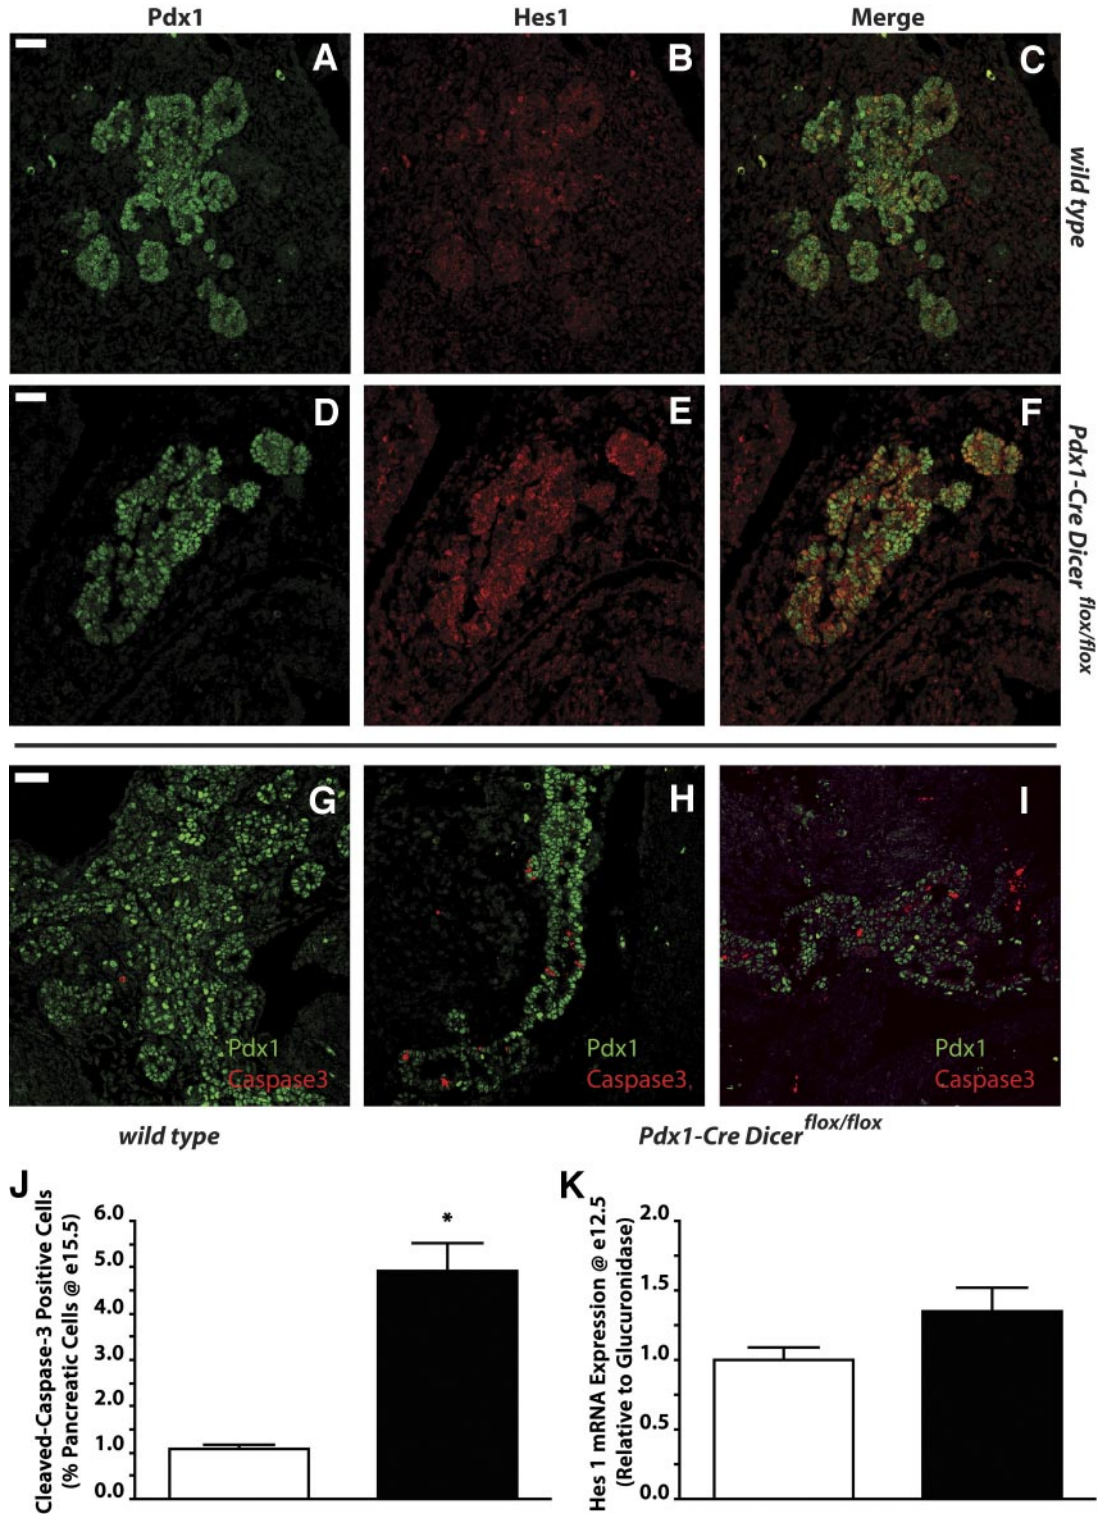 Pdx1 Hes1 Merge
A B C
wild type
D E F
Pdx1-Cre Dicer flox/flox
G H I
Pdx1 Pdx1 Pdx1
Caspase3 Caspase3, Caspase3
wild type Pdx1-Cre Dicer flox/flox
J
Cleaved-Caspase-3 Positive Cells
(% Pancreatic Cells @ e15.5)
6.0
5.0
4.0
3.0
2.0
1.0
0.0
*
K
Hes 1 mRNA Expression @ e12.5
(Relative to Glucuronidase)
2.0
1.5
1.0
0.5
0.0